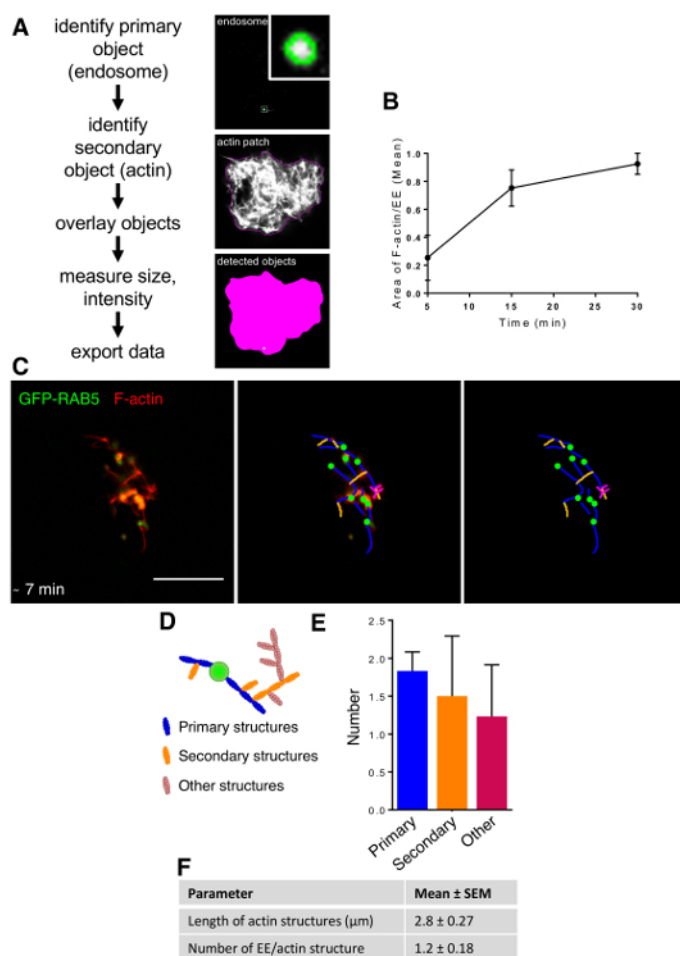 A
identify primary
object
(endosome)
identify
secondary
object (actin)
overlay objects
measure size,
intensity
export data
endosome
actin patch
detected objects
B
Area of F-actin/EE (Mean)
1.0
0.8
0.6
0.4
0.2
0.0
5
10
15
20
25
30
Time (min)
C
GFP-RAB5 F-actin
~ 7 min
D
Primary structures
Secondary structures
Other structures
E
Number
2.5
2.0
1.5
1.0
0.5
0.0
Primary
Secondary
Other
F
Parameter Mean ± SEM
Length of actin structures (µm) 2.8 ± 0.27
Number of EE/actin structure 1.2 ± 0.18